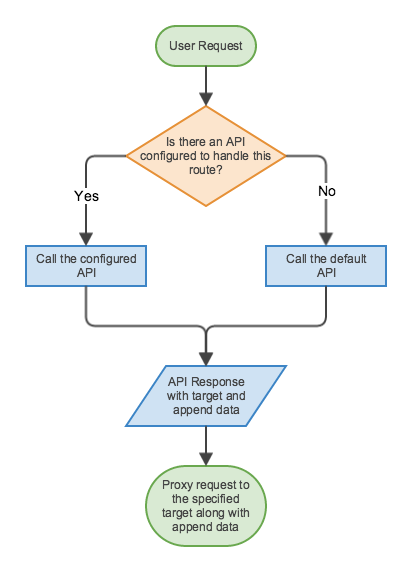 User Request
Is there an API
configured to handle this
route?
Yes
No
Call the configured
API
Call the default
API
API Response
with target and
append data
Proxy request to
the specified
target along with
append data